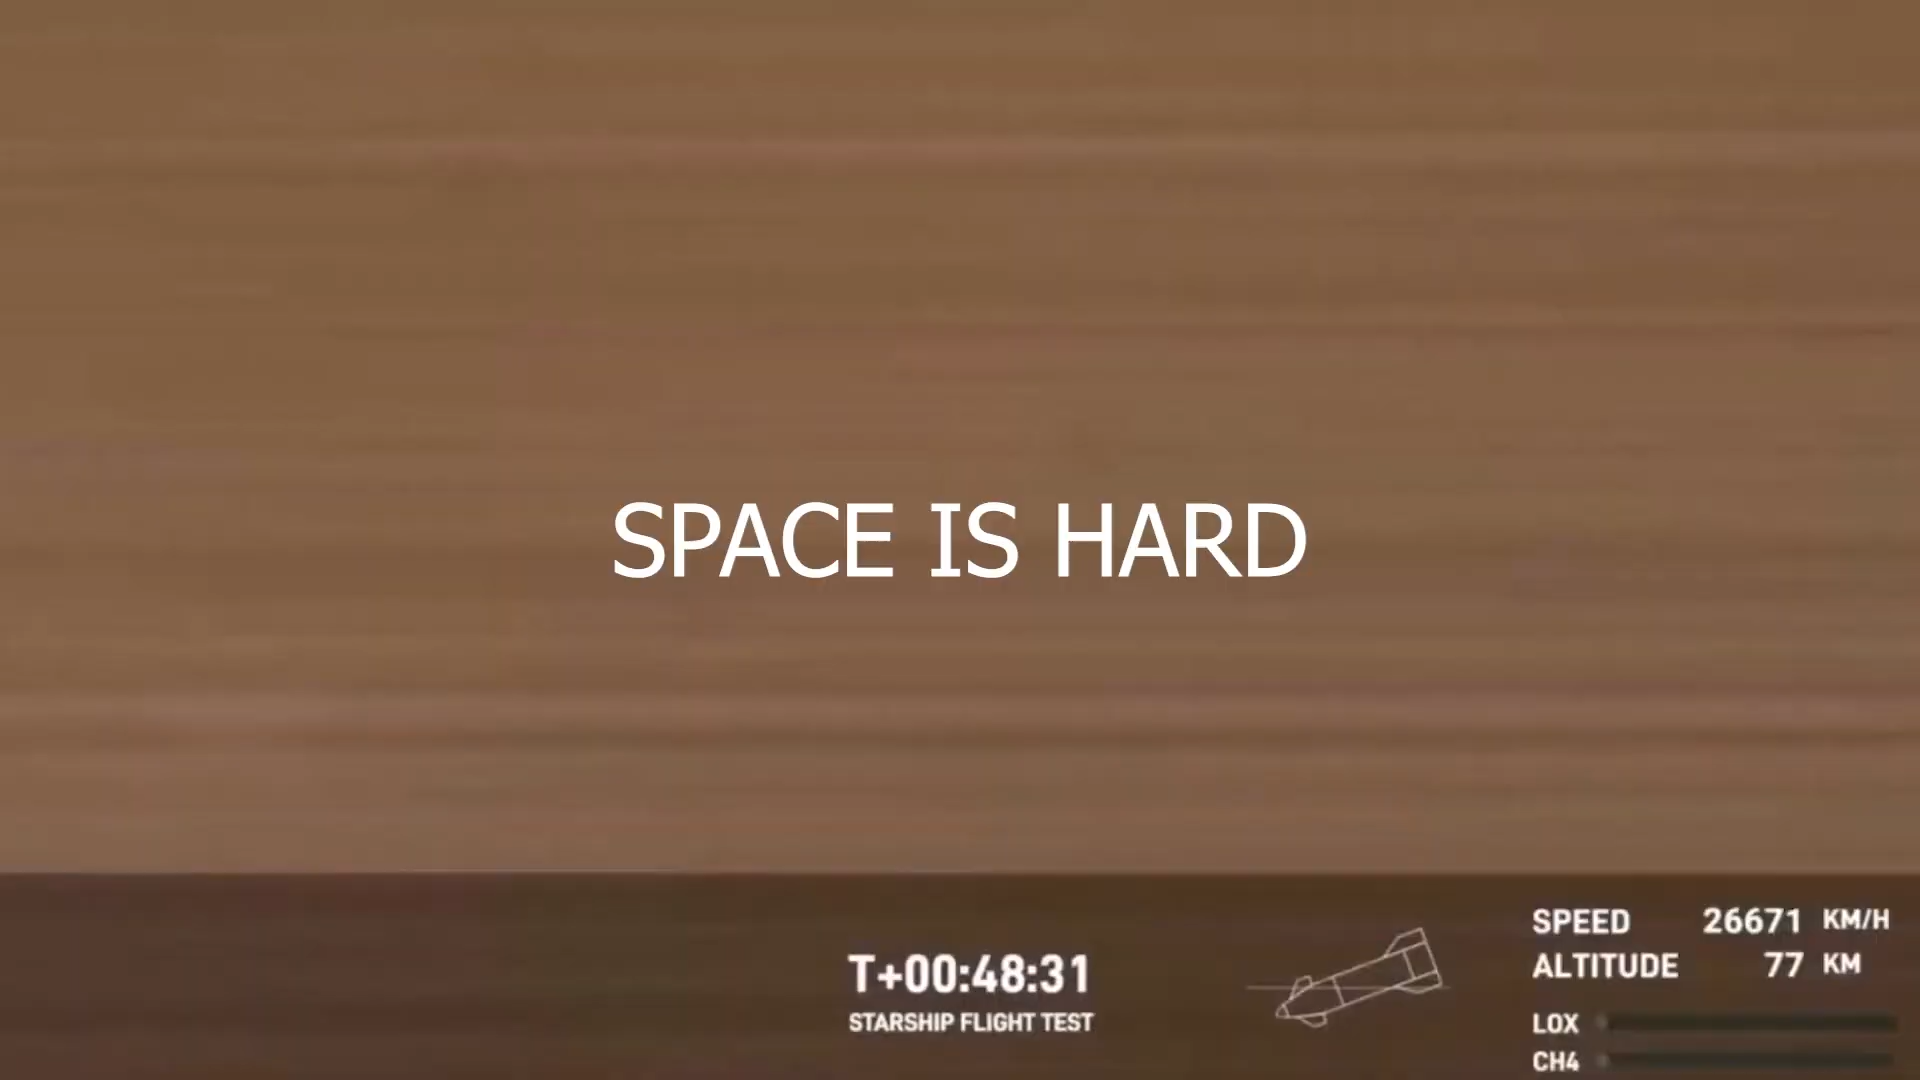 SPACE IS HARD
T+00:48:31
STARSHIP FLIGHT TEST
SPEED 26671 KM/H
ALTITUDE 77 KM
LOX
CH4